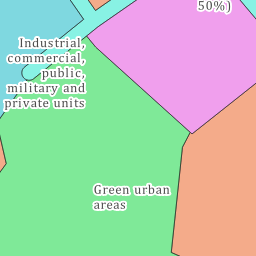 50%)
Industrial,
commercial,
public,
military and
private units
Green urban
areas